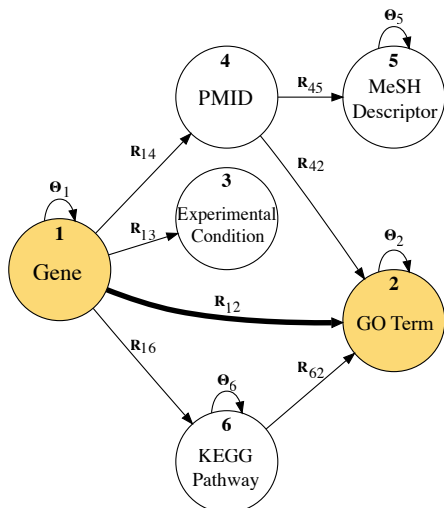 Θ5
4
PMID
R45
5
MeSH
Descriptor
R14
R42
Θ1
1
Gene
R13
3
Experimental
Condition
Θ2
2
GO Term
R12
R16
Θ6
R62
6
KEGG
Pathway